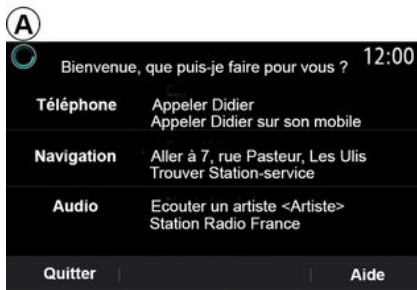 A
12:00
Bienvenue, que puis-je faire pour vous ?
Téléphone
Appeler Didier
Appeler Didier sur son mobile
Navigation
Aller à 7, rue Pasteur, Les Ulis
Trouver Station-service
Audio
Ecouter un artiste <Artiste>
Station Radio France
Quitter
Aide